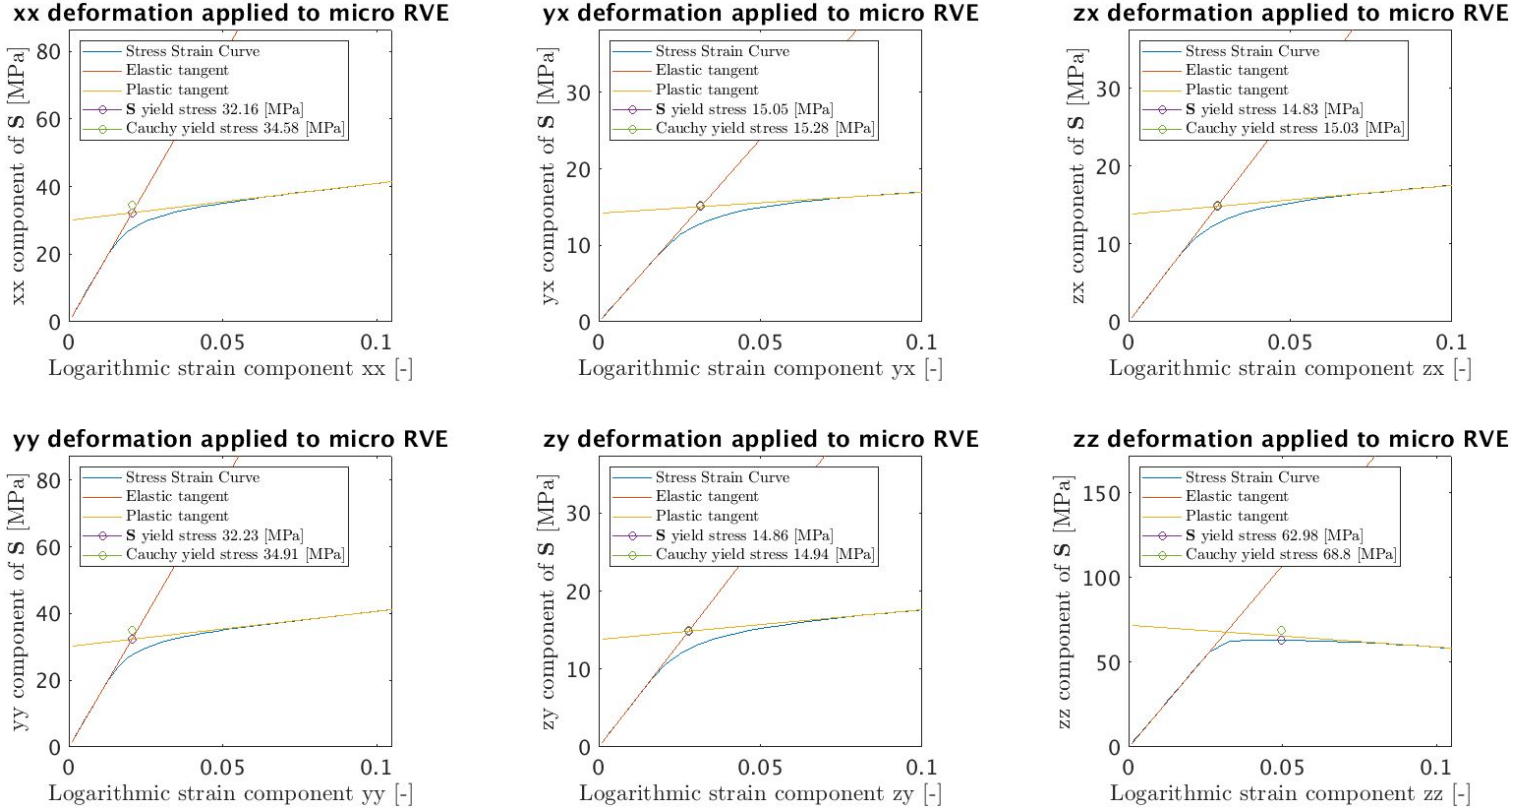 xx deformation applied to micro RVE
xx component of S [MPa]
80
60
40
20
0
Stress Strain Curve
Elastic tangent
Plastic tangent
S yield stress 32.16 [MPa]
Cauchy yield stress 34.58 [MPa]
0 0.05 0.1
Logarithmic strain component xx [-]
yx deformation applied to micro RVE
yx component of S [MPa]
30
20
10
0
Stress Strain Curve
Elastic tangent
Plastic tangent
S yield stress 15.05 [MPa]
Cauchy yield stress 15.28 [MPa]
0 0.05 0.1
Logarithmic strain component yx [-]
zx deformation applied to micro RVE
zx component of S [MPa]
30
20
10
0
Stress Strain Curve
Elastic tangent
Plastic tangent
S yield stress 14.83 [MPa]
Cauchy yield stress 15.03 [MPa]
0 0.05 0.1
Logarithmic strain component zx [-]
yy deformation applied to micro RVE
yy component of S [MPa]
80
60
40
20
0
Stress Strain Curve
Elastic tangent
Plastic tangent
S yield stress 32.23 [MPa]
Cauchy yield stress 34.91 [MPa]
0 0.05 0.1
Logarithmic strain component yy [-]
zy deformation applied to micro RVE
zy component of S [MPa]
30
20
10
0
Stress Strain Curve
Elastic tangent
Plastic tangent
S yield stress 14.86 [MPa]
Cauchy yield stress 14.94 [MPa]
0 0.05 0.1
Logarithmic strain component zy [-]
zz deformation applied to micro RVE
zz component of S [MPa]
150
100
50
0
Stress Strain Curve
Elastic tangent
Plastic tangent
S yield stress 62.98 [MPa]
Cauchy yield stress 68.8 [MPa]
0 0.05 0.1
Logarithmic strain component zz [-]